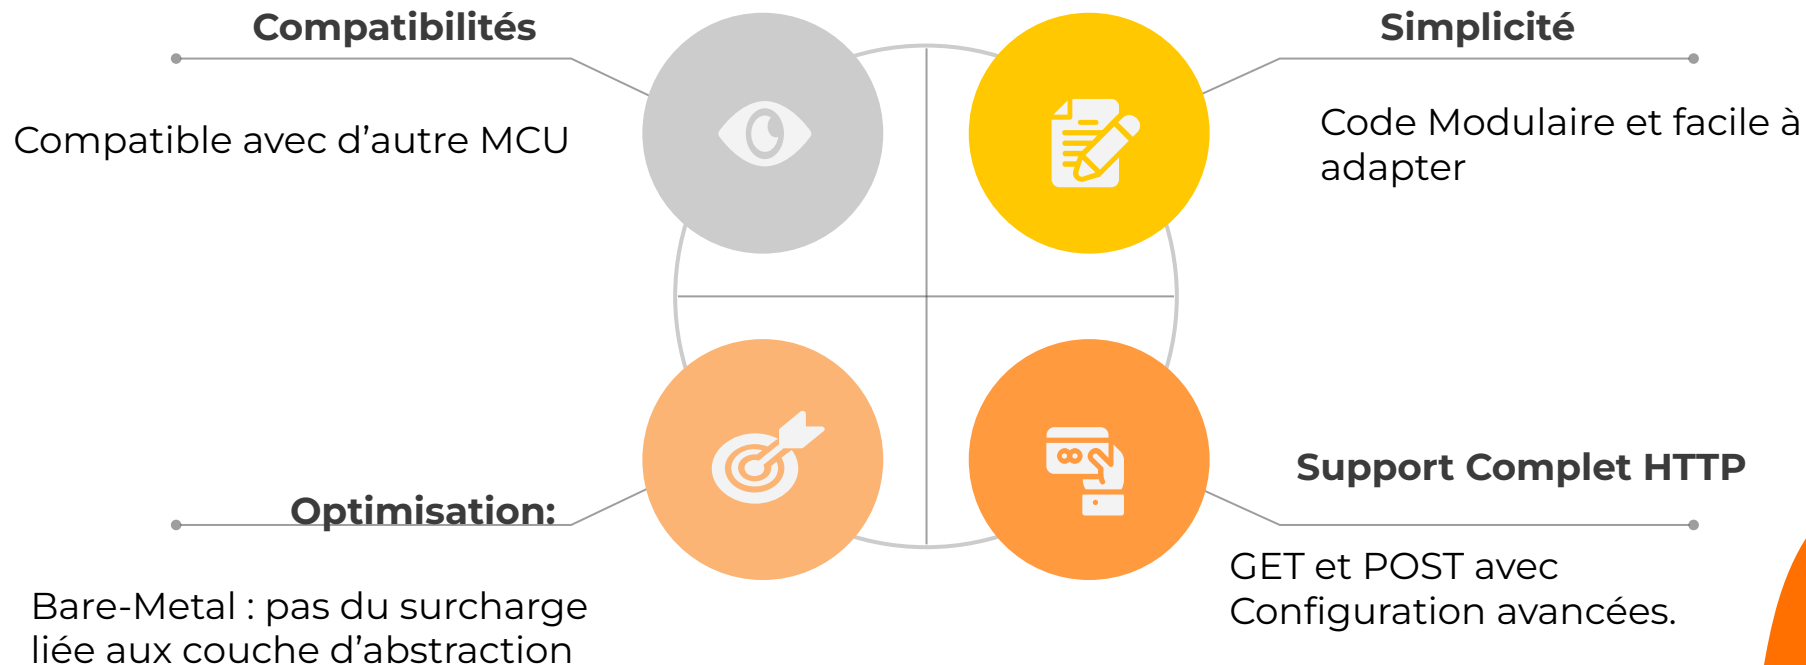 Compatibilités
Compatible avec d’autre MCU
Simplicité
Code Modulaire et facile à
adapter
Optimisation:
Bare-Metal : pas du surcharge
liée aux couche d’abstraction
Support Complet HTTP
GET et POST avec
Configuration avancées.